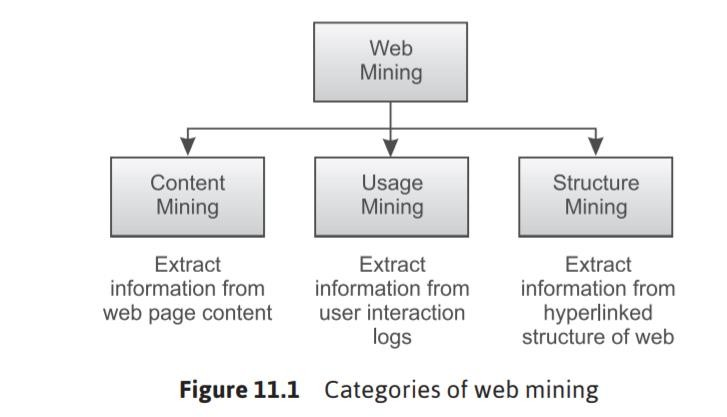 Web
Mining
Content
Mining
Usage
Mining
Structure
Mining
Extract
information from
web page content
Extract
information from
user interaction
logs
Extract
information from
hyperlinked
structure of web
Figure 11.1 Categories of web mining